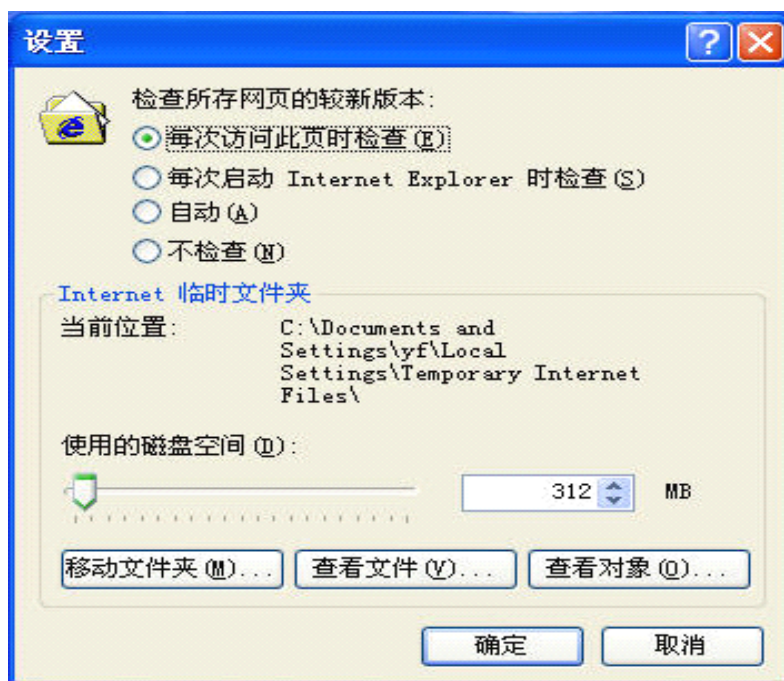 设置
检查所存网页的较新版本:
每次访问此页时检查(E)
每次启动 Internet Explorer 时检查(S)
自动(A)
不检查(N)
Internet 临时文件夹
当前位置: C:\Documents and
Settings\yf\Local
Settings\Temporary Internet
Files\
使用的磁盘空间(D):
312 MB
移动文件夹(M)... 查看文件(V)... 查看对象(O)...
确定 取消